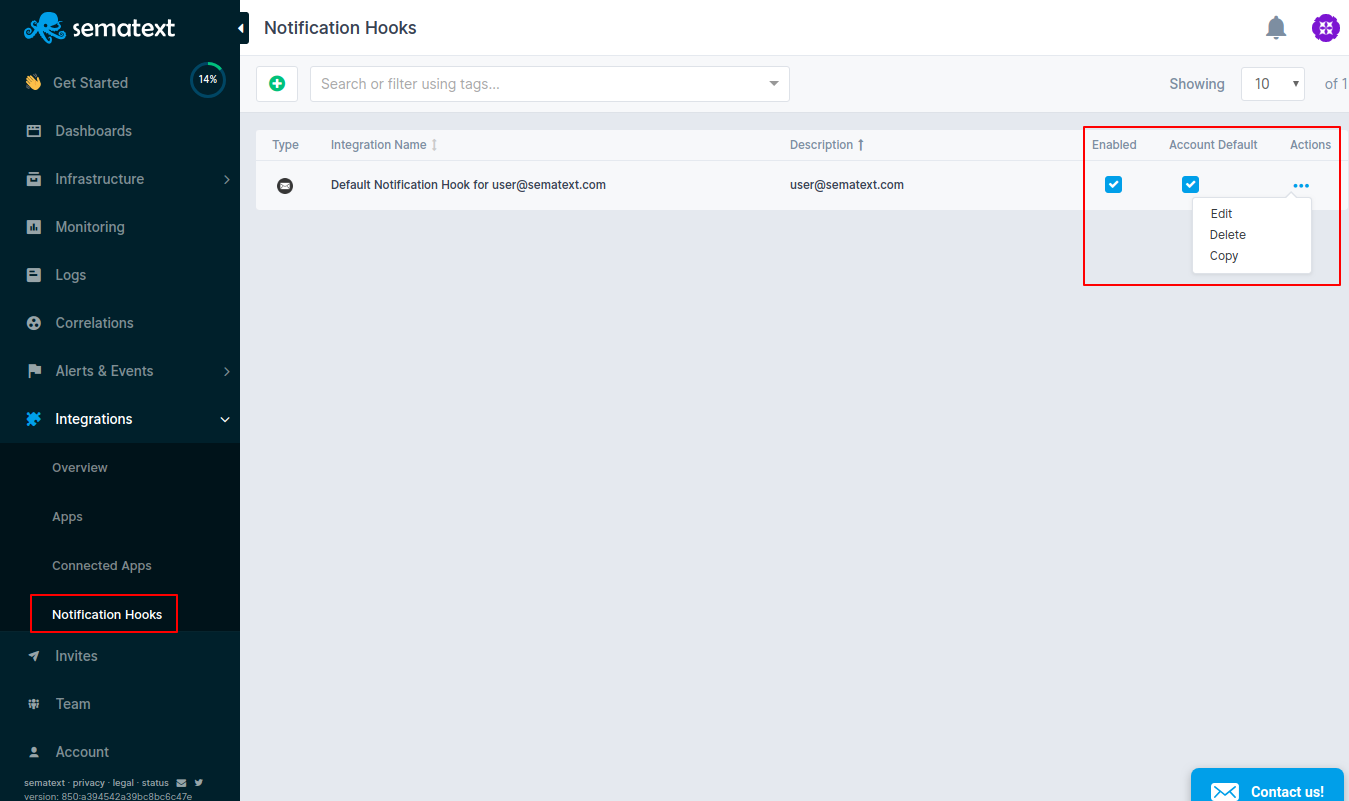 sematext
Notification Hooks
Get Started
14%
Dashboards
Infrastructure
Monitoring
Logs
Correlations
Alerts & Events
Integrations
Overview
Apps
Connected Apps
Notification Hooks
Invites
Team
Account
sematext · privacy · legal · status
version: 850:a394542a39bc8bc6c47e
Search or filter using tags...
Showing 10 of 1
Type Integration Name Description Enabled Account Default Actions
Default Notification Hook for user@sematext.com user@sematext.com
Edit
Delete
Copy
Contact us!